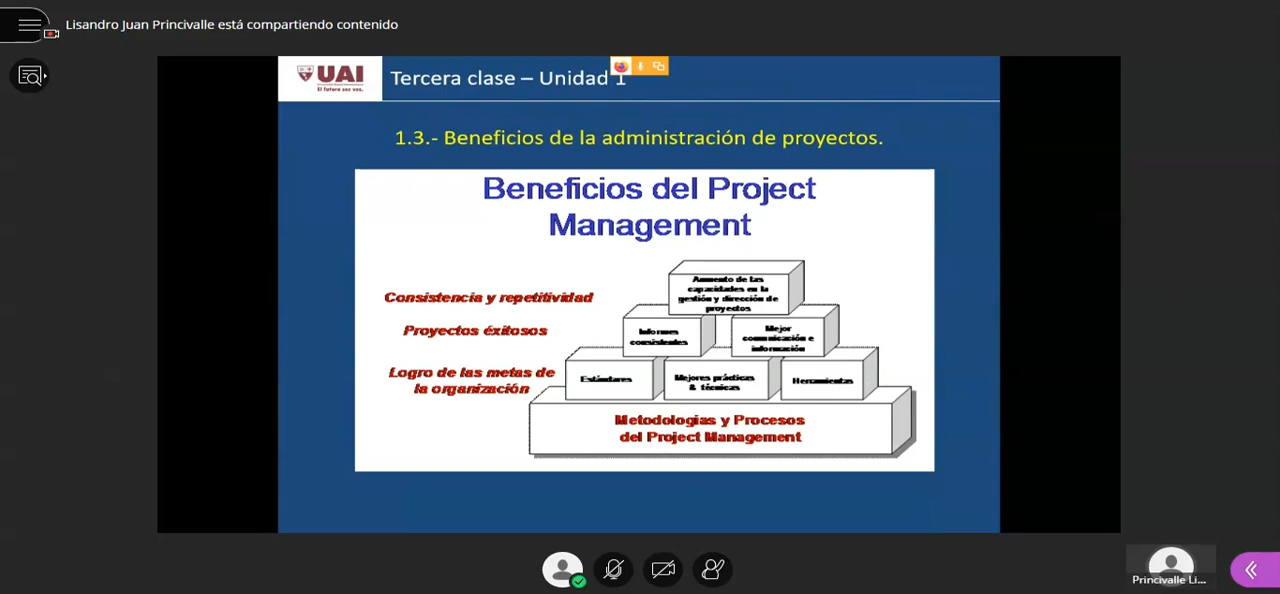 Lisandro Juan Princivalle está compartiendo contenido
UAI
El futuro sos vos.
Tercera clase – Unidad 1
1.3.- Beneficios de la administración de proyectos.
Beneficios del Project
Management
Consistencia y repetitividad
Proyectos éxitosos
Logro de las metas de
la organización
Aumento de las
capacidades en la
gestión y dirección de
proyectos
Informes
consistentes
Mejor
comunicación e
información
Estándares
Mejores prácticas
& técnicas
Herramientas
Metodologías y Procesos
del Project Management
Princivalle Li...